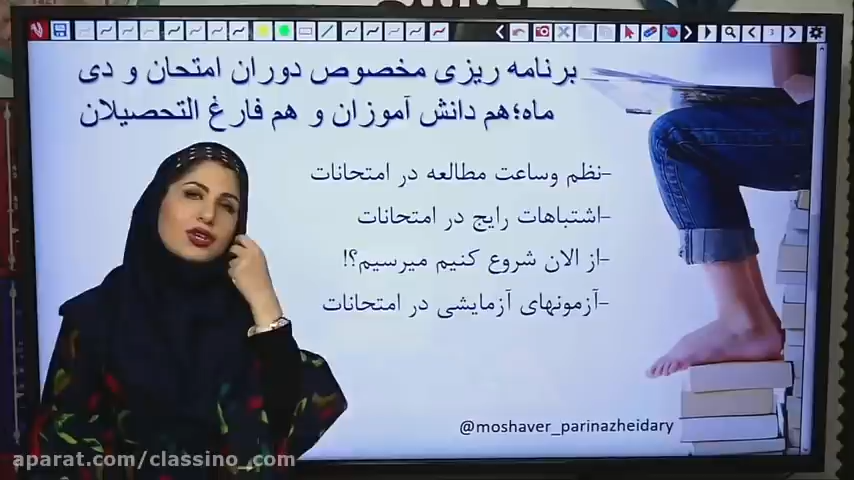 برنامه ریزی مخصوص دوران امتحان و دی
ماه؛هم دانش آموزان و هم فارغ التحصیلان
-نظم وساعت مطالعه در امتحانات
-اشتباهات رایج در امتحانات
-از الان شروع کنیم میرسیم؟!
-آزمونهای آزمایشی در امتحانات
@moshaver_parinazheidary
aparat.com/classino_com